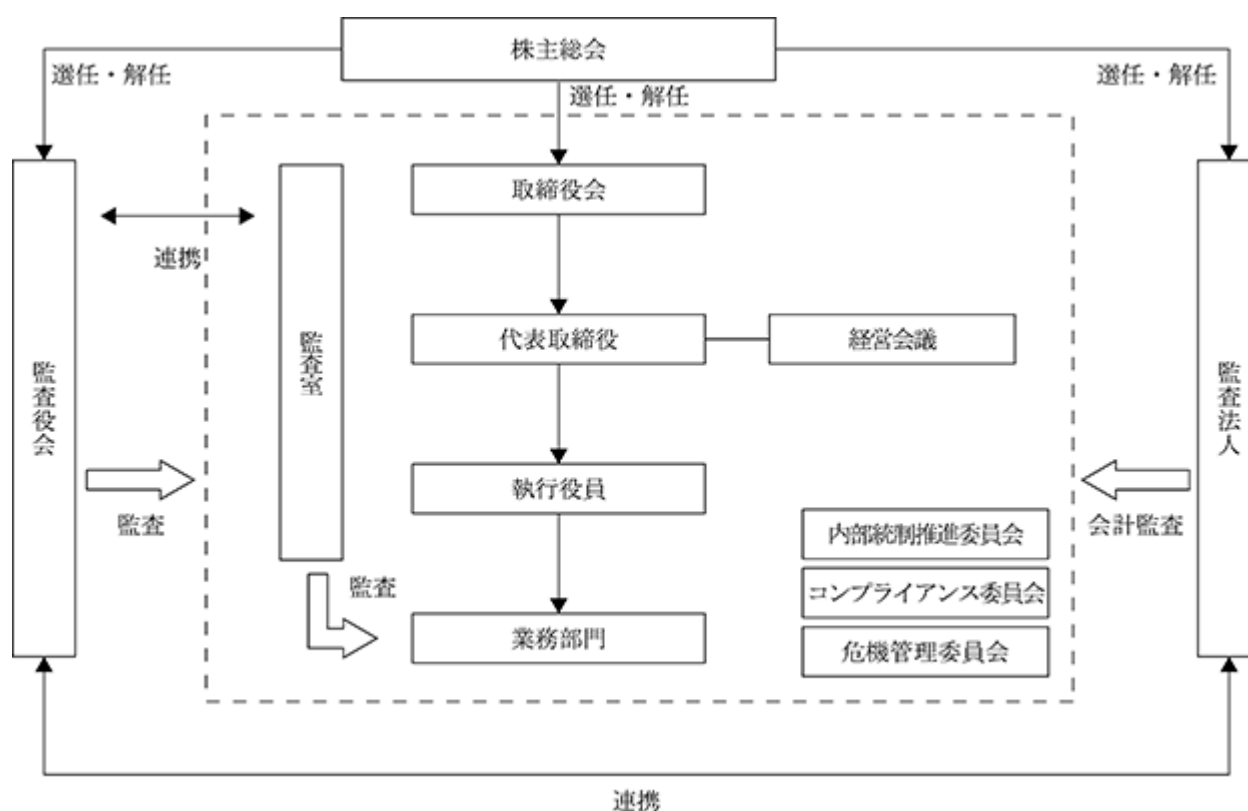 株主総会
選任・解任
選任・解任
選任・解任
取締役会
連携
代表取締役
経営会議
監査室
監査役会
監査法人
執行役員
監査
会計監査
内部統制推進委員会
監査
コンプライアンス委員会
業務部門
危機管理委員会
連携